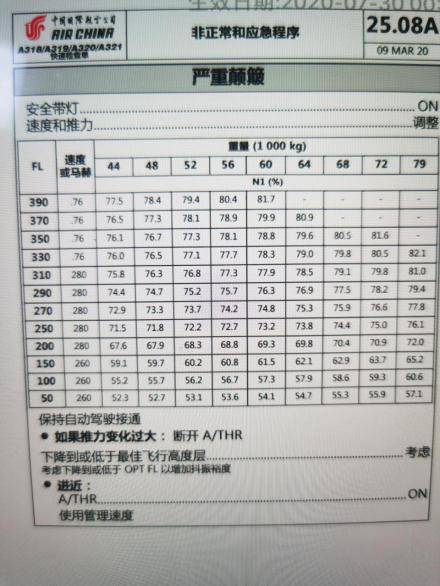 生效日期:2020-07-30 00:
中国国际航空公司
AIR CHINA
A318/A319/A320/A321
快速检查单
非正常和应急程序
25.08A
09 MAR 20
严重颠簸
安全带灯 ON
速度和推力 调整
FL 速度或马赫 重量 (1 000 kg)
44 48 52 56 60 64 68 72 79
N1 (%)
390 .76 77.5 78.4 79.4 80.4 81.7 - - - -
370 .76 76.5 77.3 78.1 78.9 79.9 80.9 - - -
350 .76 76.1 76.7 77.3 78.1 78.8 79.6 80.5 81.6 -
330 .76 76.0 76.5 77.1 77.7 78.3 79.0 79.8 80.5 82.1
310 280 75.8 76.3 76.8 77.3 77.9 78.5 79.1 79.8 81.0
290 280 74.4 74.7 75.2 75.7 76.3 76.9 77.5 78.2 79.4
270 280 72.9 73.3 73.7 74.2 74.8 75.3 75.9 76.6 77.8
250 280 71.5 71.8 72.2 72.7 73.2 73.8 74.4 75.0 76.1
200 280 67.6 67.9 68.3 68.8 69.3 69.8 70.4 70.9 72.0
150 260 59.1 59.7 60.2 60.8 61.5 62.1 62.9 63.7 65.2
100 260 55.2 55.7 56.2 56.7 57.3 57.9 58.6 59.3 60.6
50 260 52.3 52.7 53.1 53.6 54.1 54.7 55.3 55.9 57.1
保持自动驾驶接通
● 如果推力变化过大： 断开 A/THR
下降到或低于最佳飞行高度层 考虑
考虑下降到或低于 OPT FL 以增加抖振裕度
● 进近：
A/THR ON
使用管理速度